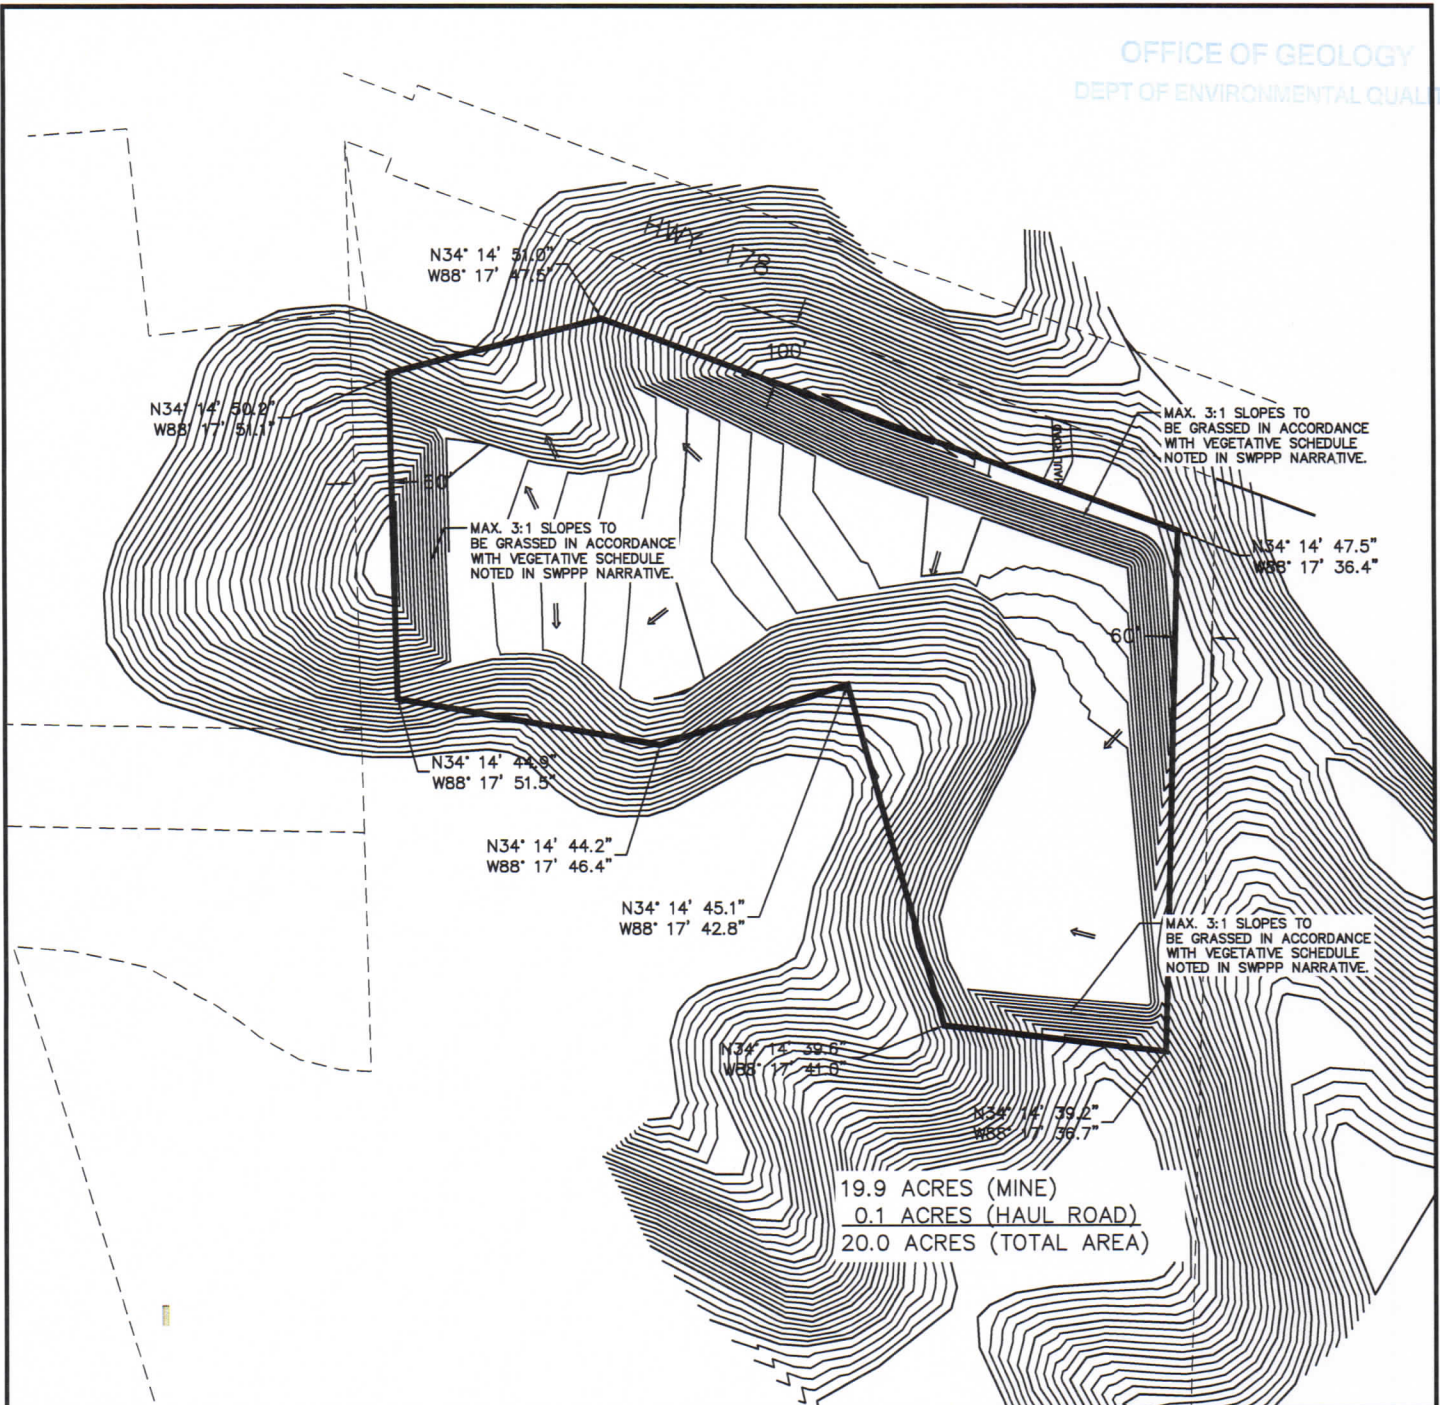 OFFICE OF GEOLOGY
DEPT OF ENVIRONMENTAL
HWY. 178
N34° 14' 51.0"
W88° 17' 47.5"
100'
N34° 14' 50.2"
W88° 17' 51.1"
HAUL ROAD
MAX. 3:1 SLOPES TO
BE GRASSED IN ACCORDANCE
WITH VEGETATIVE SCHEDULE
NOTED IN SWPPP NARRATIVE.
MAX. 3:1 SLOPES TO
BE GRASSED IN ACCORDANCE
WITH VEGETATIVE SCHEDULE
NOTED IN SWPPP NARRATIVE.
N34° 14' 47.5"
W88° 17' 36.4"
60'
N34° 14' 44.9"
W88° 17' 51.5"
N34° 14' 44.2"
W88° 17' 46.4"
N34° 14' 45.1"
W88° 17' 42.8"
MAX. 3:1 SLOPES TO
BE GRASSED IN ACCORDANCE
WITH VEGETATIVE SCHEDULE
NOTED IN SWPPP NARRATIVE.
N34° 14' 39.6"
W88° 17' 41.0"
N34° 14' 39.2"
W88° 17' 36.7"
19.9 ACRES (MINE)
0.1 ACRES (HAUL ROAD)
20.0 ACRES (TOTAL AREA)